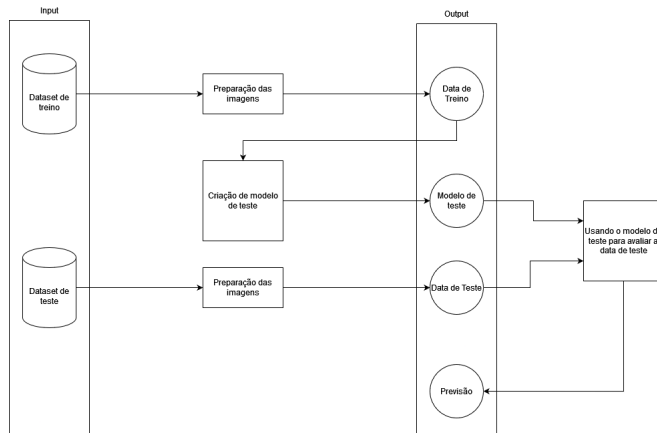 Input
Output
Dataset de
treino
Preparação das
imagens
Data de
Treino
Criação de modelo
de teste
Modelo de
teste
Usando o modelo d
teste para avaliar a
data de teste
Dataset de
teste
Preparação das
imagens
Data de Teste
Previsão